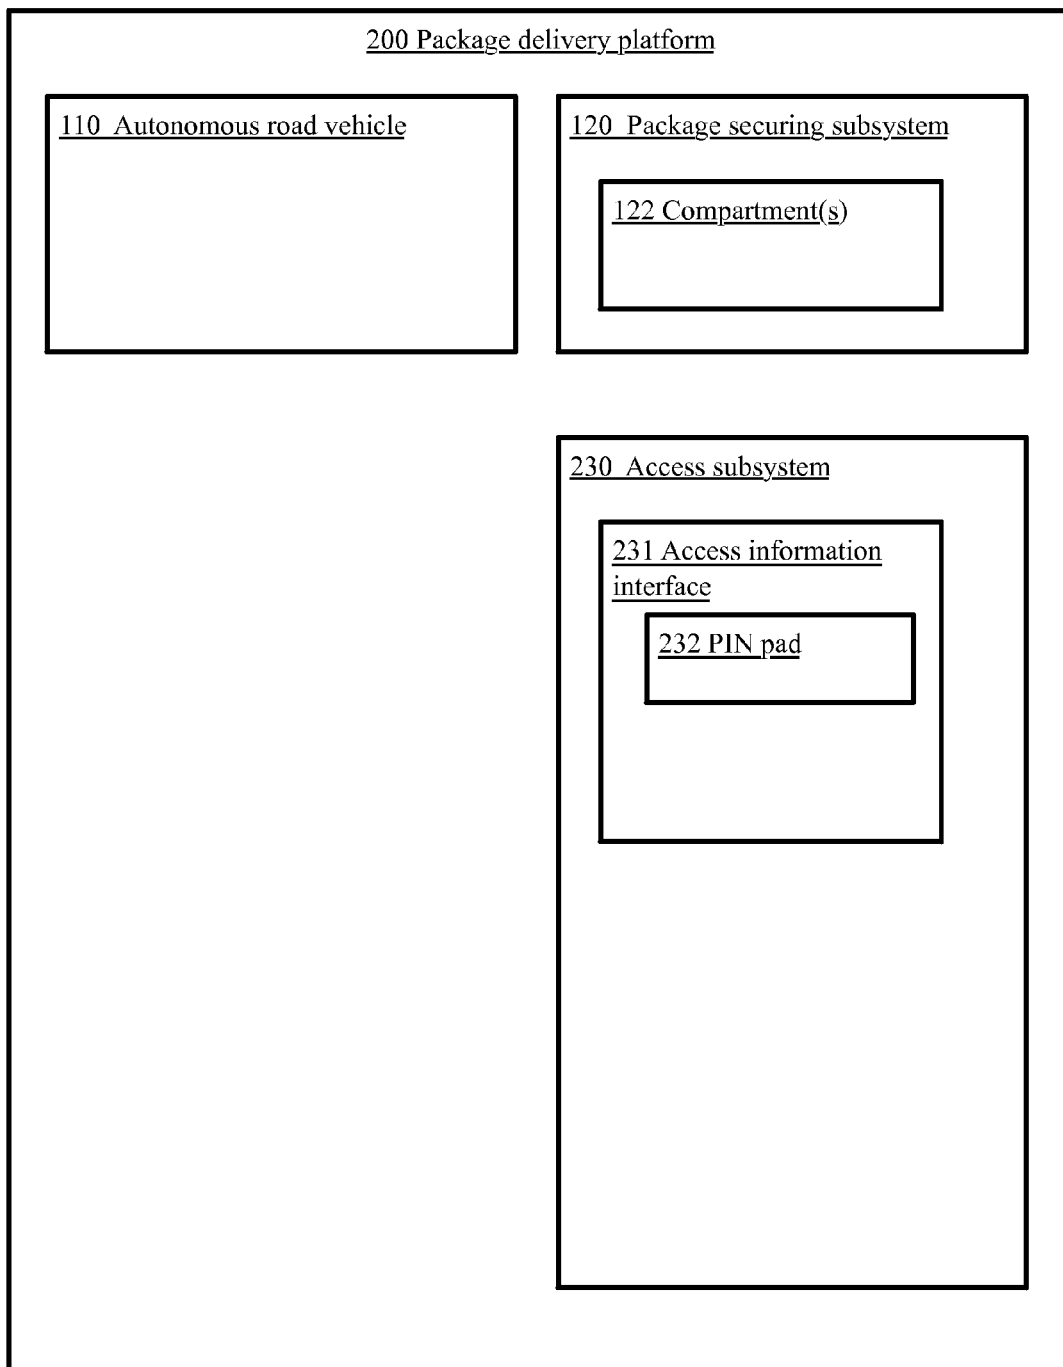 200 Package delivery platform
110 Autonomous road vehicle
120 Package securing subsystem
122 Compartment(s)
230 Access subsystem
231 Access information
interface
232 PIN pad